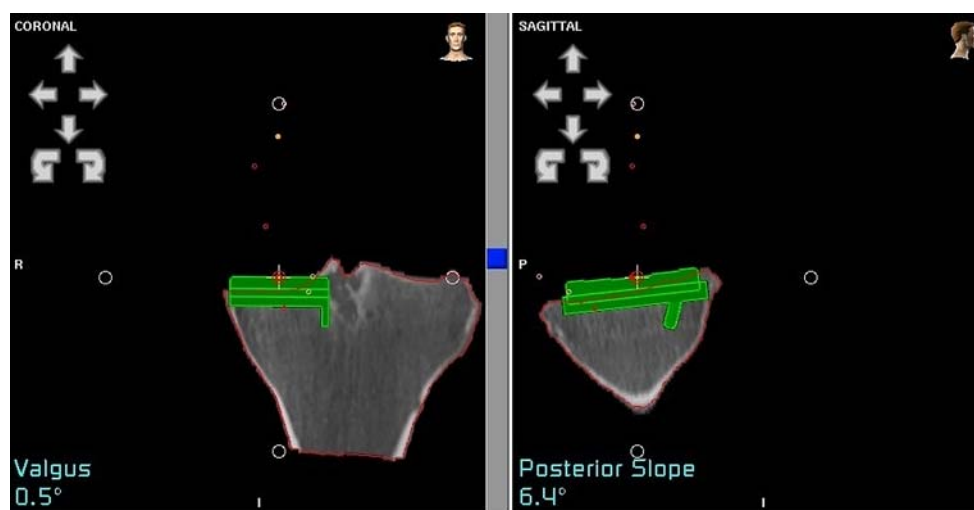 CORONAL
R
Valgus
0.5°
SAGITTAL
P
Posterior Slope
6.4°